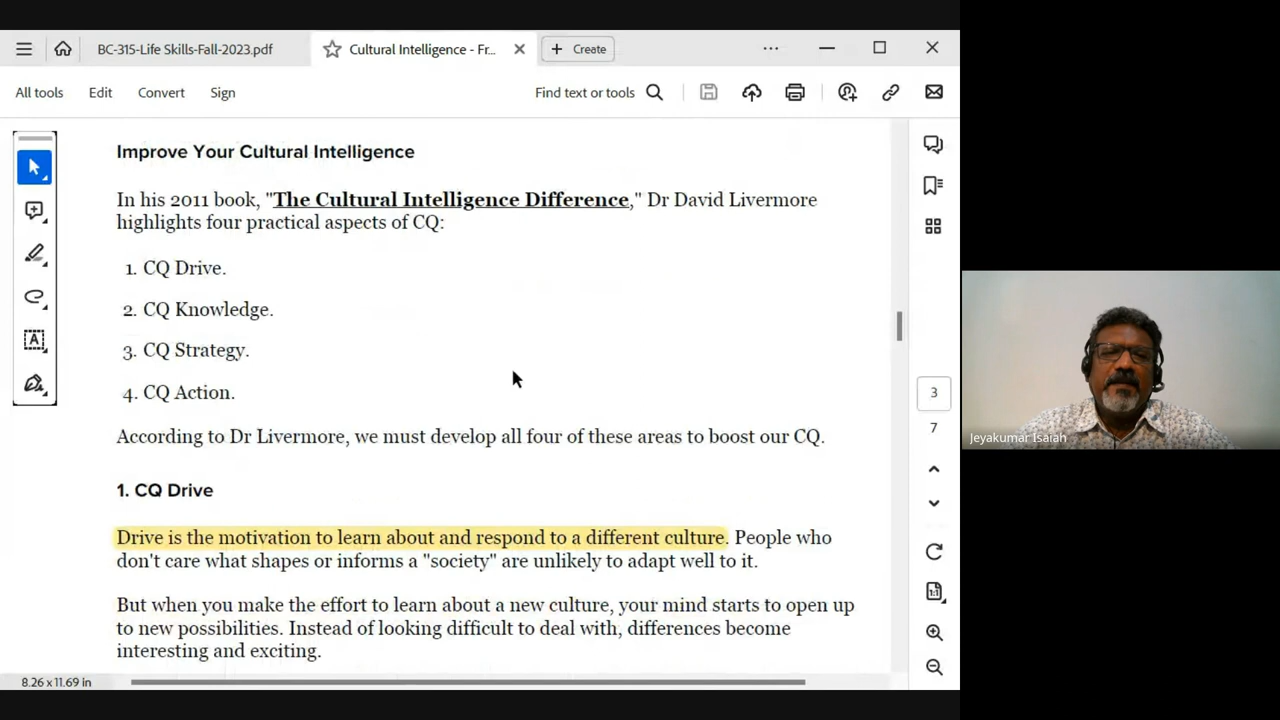 BC-315-Life Skills-Fall-2023.pdf
Cultural Intelligence - Fr...
Create
All tools
Edit
Convert
Sign
Find text or tools
Improve Your Cultural Intelligence
In his 2011 book, "The Cultural Intelligence Difference," Dr David Livermore
highlights four practical aspects of CQ:
1. CQ Drive.
2. CQ Knowledge.
3. CQ Strategy.
4. CQ Action.
According to Dr Livermore, we must develop all four of these areas to boost our CQ.
1. CQ Drive
Drive is the motivation to learn about and respond to a different culture. People who
don't care what shapes or informs a "society" are unlikely to adapt well to it.
But when you make the effort to learn about a new culture, your mind starts to open up
to new possibilities. Instead of looking difficult to deal with, differences become
interesting and exciting.
8.26 x 11.69 in
3
7
1:1
A
Jeyakumar Isaiah